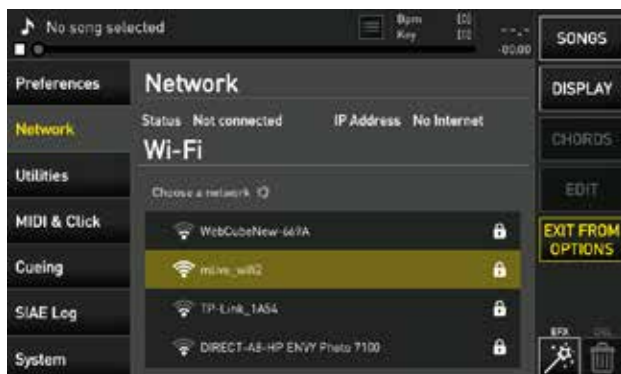 No song selected
Bpm [0]
Key [0]
--.-
-00:00
SONGS
DISPLAY
CHORDS
EDIT
EXIT FROM
OPTIONS
EFX
DEL
Preferences
Network
Utilities
MIDI & Click
Cueing
SIAE Log
System
Network
Status Not connected IP Address No Internet
Wi-Fi
Choose a network
WebCubeNew-669A
mlive_wifi2
TP-Link_1A54
DIRECT-A8-HP ENVY Photo 7100